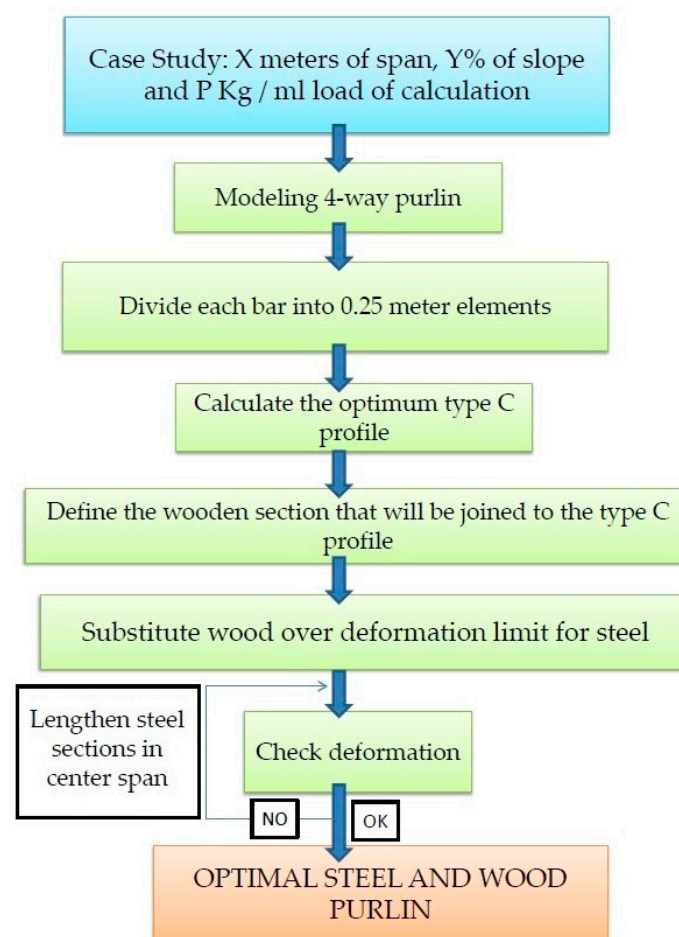 Case Study: X meters of span, Y% of slope
and P Kg / ml load of calculation
Modeling 4-way purlin
Divide each bar into 0.25 meter elements
Calculate the optimum type C
profile
Define the wooden section that will be joined to the type C
profile
Substitute wood over deformation limit for steel
Lengthen steel
sections in
center span
Check deformation
NO
OK
OPTIMAL STEEL AND WOOD
PURLIN